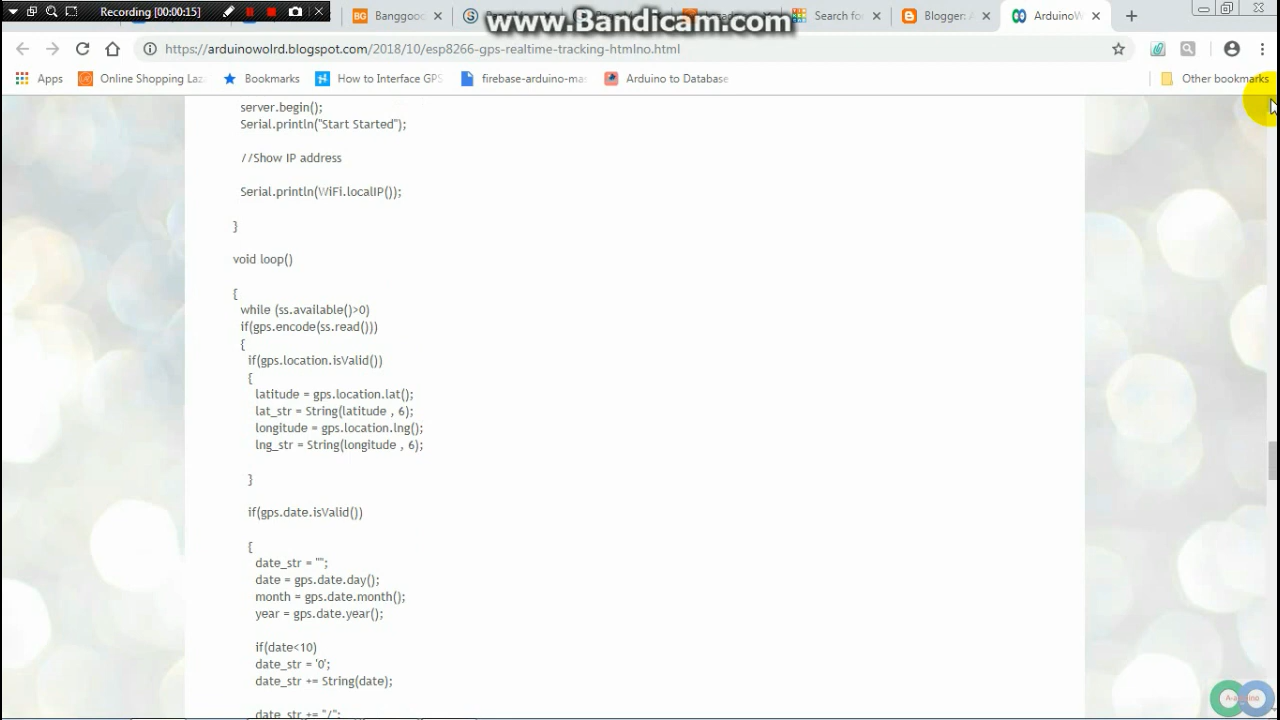 Recording [00:00:15]
www.Bandicam.com
Banggood
Search for
Blogger:
ArduinoW
https://arduinowolrd.blogspot.com/2018/10/esp8266-gps-realtime-tracking-htmlno.html
Apps
Online Shopping Laz
Bookmarks
How to Interface GPS
firebase-arduino-mas
Arduino to Database
Other bookmarks
server.begin();
Serial.println("Start Started");
//Show IP address
Serial.println(WiFi.localIP());
}
void loop()
{
while (ss.available()>0)
if(gps.encode(ss.read()))
{
if(gps.location.isValid())
{
latitude = gps.location.lat();
lat_str = String(latitude , 6);
longitude = gps.location.lng();
lng_str = String(longitude , 6);
}
if(gps.date.isValid())
{
date_str = "";
date = gps.date.day();
month = gps.date.month();
year = gps.date.year();
if(date<10)
date_str = '0';
date_str += String(date);
date_str += "/";